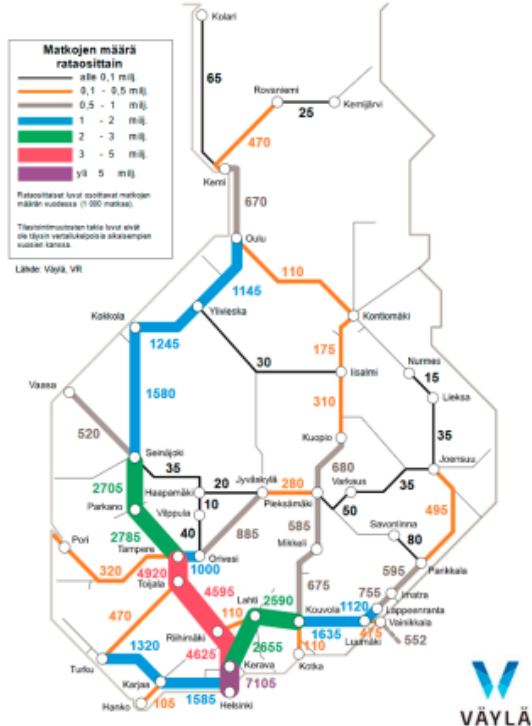 Kolari
Matkojen määrä
rataosittain
alle 0,1 milj.
0,1 - 0,5 milj.
0,5 - 1 milj.
1 - 2 milj.
2 - 3 milj.
3 - 5 milj.
yli 5 milj.
Rataosittaiset luvut osoittavat matkojen
määrän vuodessa (1 000 matkaa).
Tilastointimuutosten takia luvut eivät
ole täysin vertailukelpoisia aikaisempien
vuosien kanssa.
Lähde: Väylä, VR
65
Rovaniemi
25
Kemijärvi
470
Kemi
670
Oulu
1145
110
Kokkola
Ylivieska
Kontiomäki
1245
175
30
Iisalmi
Nurmes
15
Lieksa
Vaasa
1580
310
520
35
Kuopio
Seinäjoki
35
680
Joensuu
Jyväskylä
Varkaus
35
2705
Haapamäki
20
280
Pieksämäki
50
Parkano
Vilppula
10
495
Savonlinna
2785
40
885
585
80
Pori
Tampere
Orivesi
Mikkeli
1000
Parikkala
320
4920
595
Toijala
4595
675
Imatra
Lahti
2590
755
Kouvola
1120
Lappeenranta
470
110
Vainikkala
Riihimäki
1635
475
552
Luumäki
1320
4625
2655
110
Turku
Kerava
Kotka
Karjaa
7105
1585
Hanko
105
Helsinki
VÄYLÄ